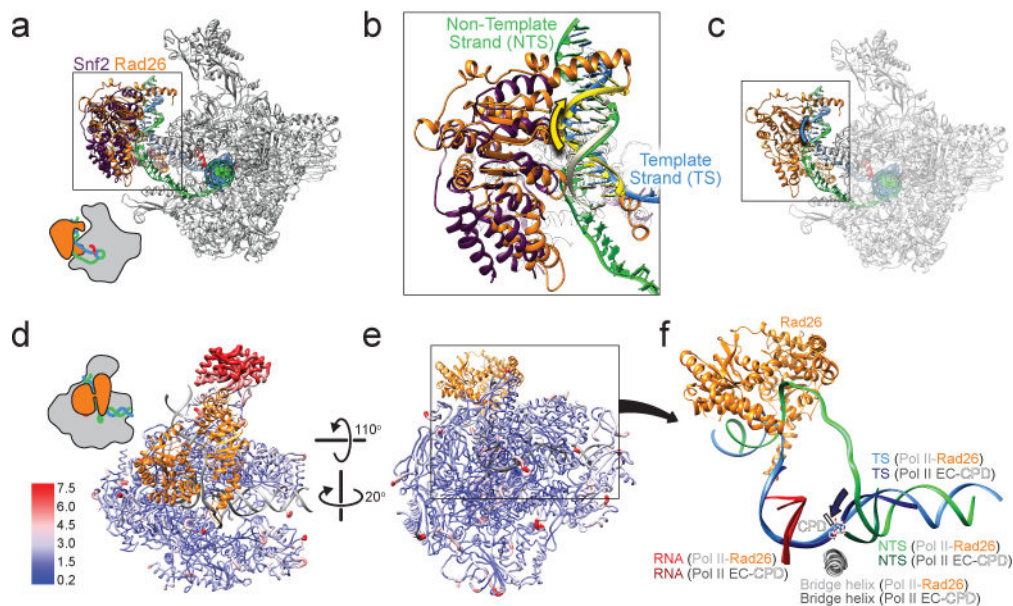 a
Snf2 Rad26
b
Non-Template
Strand (NTS)
Template
Strand (TS)
c
d
7.5
6.0
4.5
3.0
1.5
0.2
110°
20°
e
f
Rad26
TS (Pol II-Rad26)
TS (Pol II EC-CPD)
CPD
NTS (Pol II-Rad26)
NTS (Pol II EC-CPD)
RNA (Pol II-Rad26)
RNA (Pol II EC-CPD)
Bridge helix (Pol II-Rad26)
Bridge helix (Pol II EC-CPD)